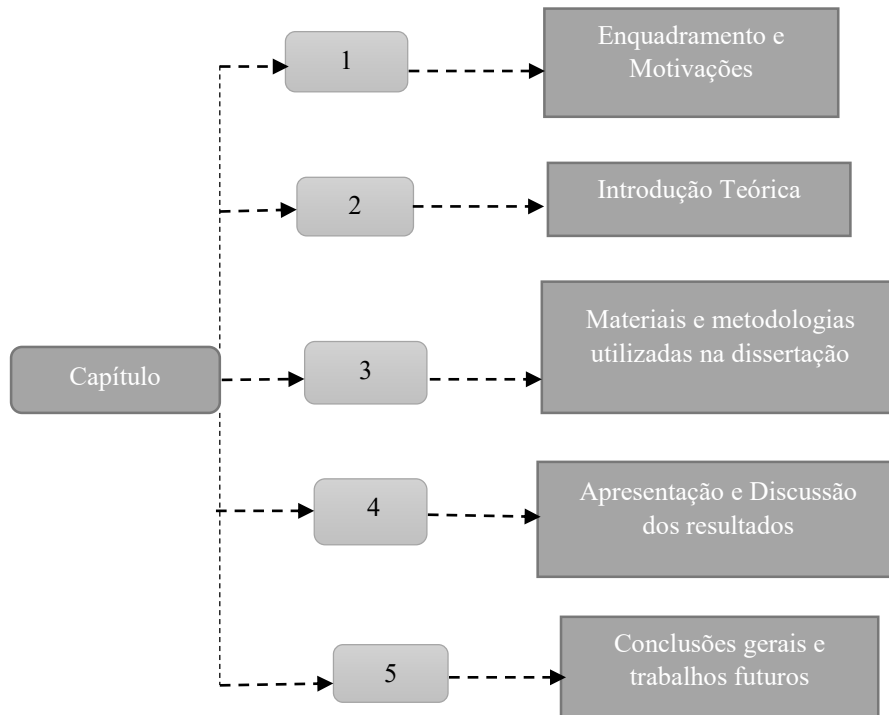 1
Enquadramento e
Motivações
2
Introdução Teórica
Capítulo
3
Materiais e metodologias
utilizadas na dissertação
4
Apresentação e Discussão
dos resultados
5
Conclusões gerais e
trabalhos futuros